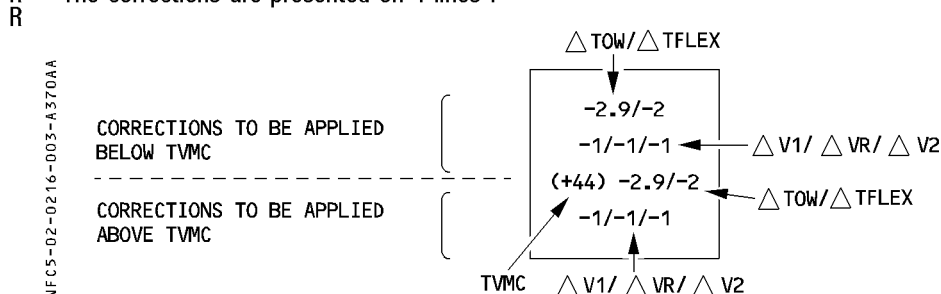 R The corrections are presented on 4 lines :
R
△ TOW/△ TFLEX
-2.9/-2
CORRECTIONS TO BE APPLIED
BELOW TVMC
-1/-1/-1
△ V1/ △ VR/ △ V2
(+44) -2.9/-2
△ TOW/△ TFLEX
CORRECTIONS TO BE APPLIED
ABOVE TVMC
-1/-1/-1
TVMC
△ V1/ △ VR/ △ V2
NFC5-02-0216-003-A370AA